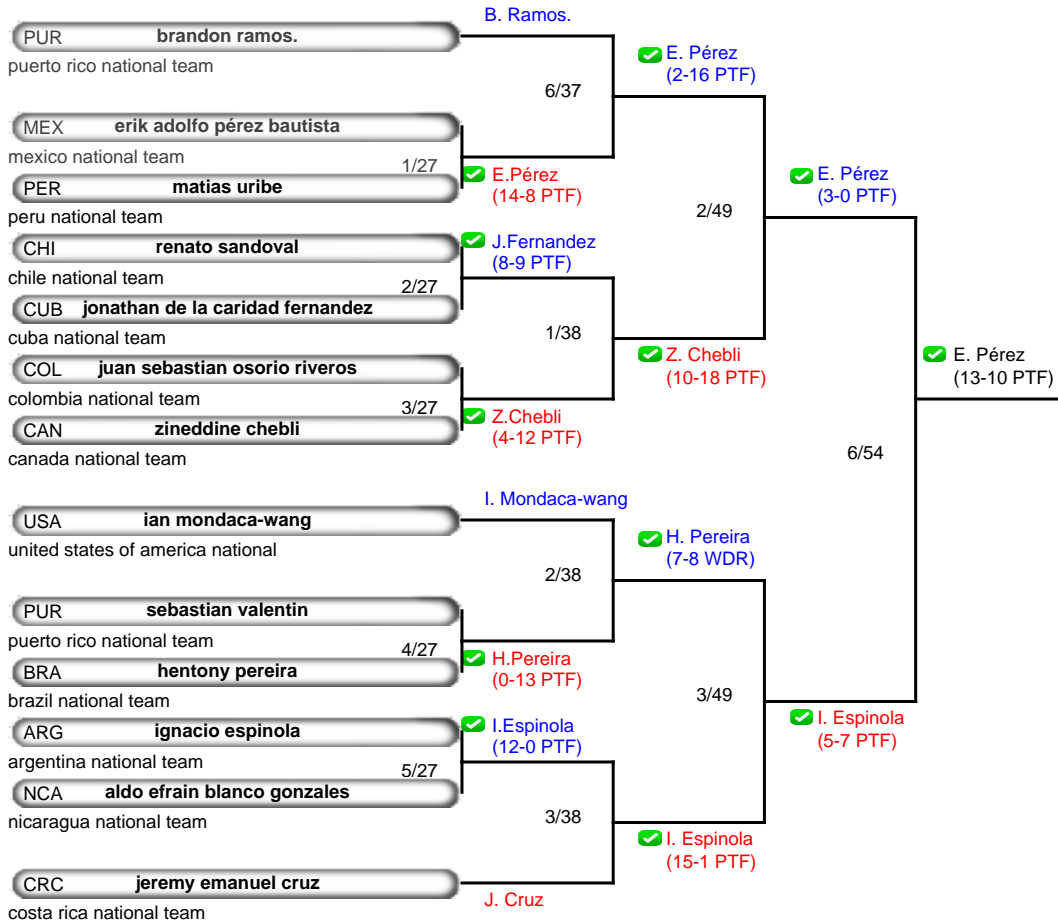 B. Ramos.
PUR brandon ramos.
puerto rico national team
6/37
E. Pérez
(2-16 PTF)
MEX erik adolfo pérez bautista
mexico national team
1/27
E.Pérez
(14-8 PTF)
PER matias uribe
peru national team
2/49
E. Pérez
(3-0 PTF)
CHI renato sandoval
chile national team
J.Fernandez
(8-9 PTF)
2/27
CUB jonathan de la caridad fernandez
cuba national team
1/38
Z. Chebli
(10-18 PTF)
COL juan sebastian osorio riveros
colombia national team
3/27
Z.Chebli
(4-12 PTF)
CAN zineddine chebli
canada national team
E. Pérez
(13-10 PTF)
6/54
I. Mondaca-wang
USA ian mondaca-wang
united states of america national
2/38
H. Pereira
(7-8 WDR)
PUR sebastian valentin
puerto rico national team
4/27
H.Pereira
(0-13 PTF)
BRA hentony pereira
brazil national team
3/49
I. Espinola
(5-7 PTF)
ARG ignacio espinola
argentina national team
I.Espinola
(12-0 PTF)
5/27
NCA aldo efrain blanco gonzales
nicaragua national team
3/38
I. Espinola
(15-1 PTF)
CRC jeremy emanuel cruz
costa rica national team
J. Cruz